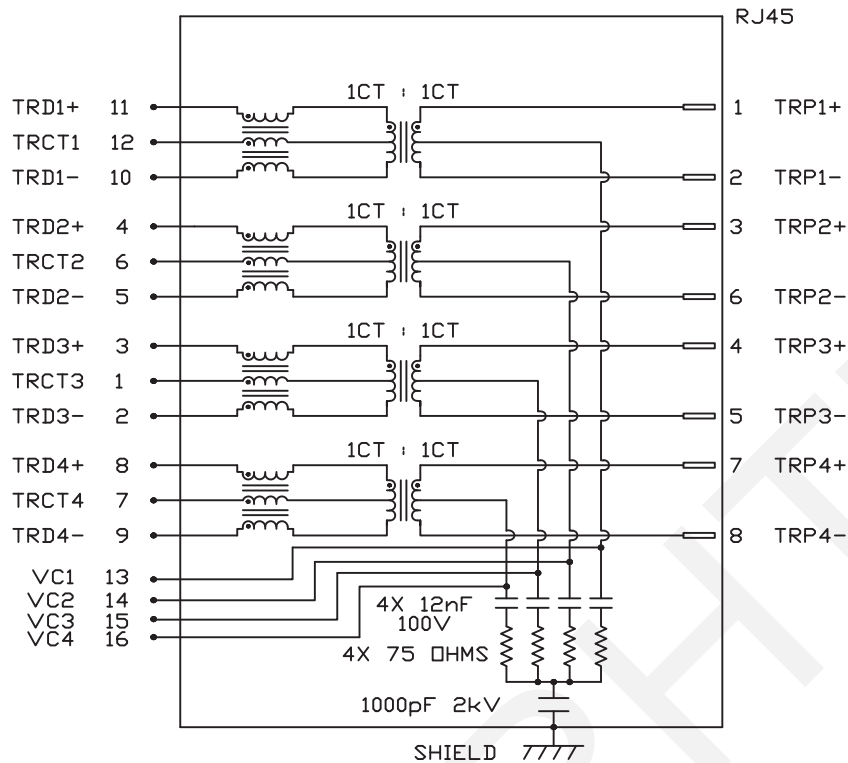 RJ45
1CT : 1CT
TRD1+ 11
1 TRP1+
TRCT1 12
TRD1- 10
2 TRP1-
1CT : 1CT
TRD2+ 4
3 TRP2+
TRCT2 6
TRD2- 5
6 TRP2-
1CT : 1CT
TRD3+ 3
4 TRP3+
TRCT3 1
TRD3- 2
5 TRP3-
1CT : 1CT
TRD4+ 8
7 TRP4+
TRCT4 7
TRD4- 9
8 TRP4-
VC1 13
VC2 14
VC3 15
VC4 16
4X 12nF
100V
4X 75 OHMS
1000pF 2kV
SHIELD